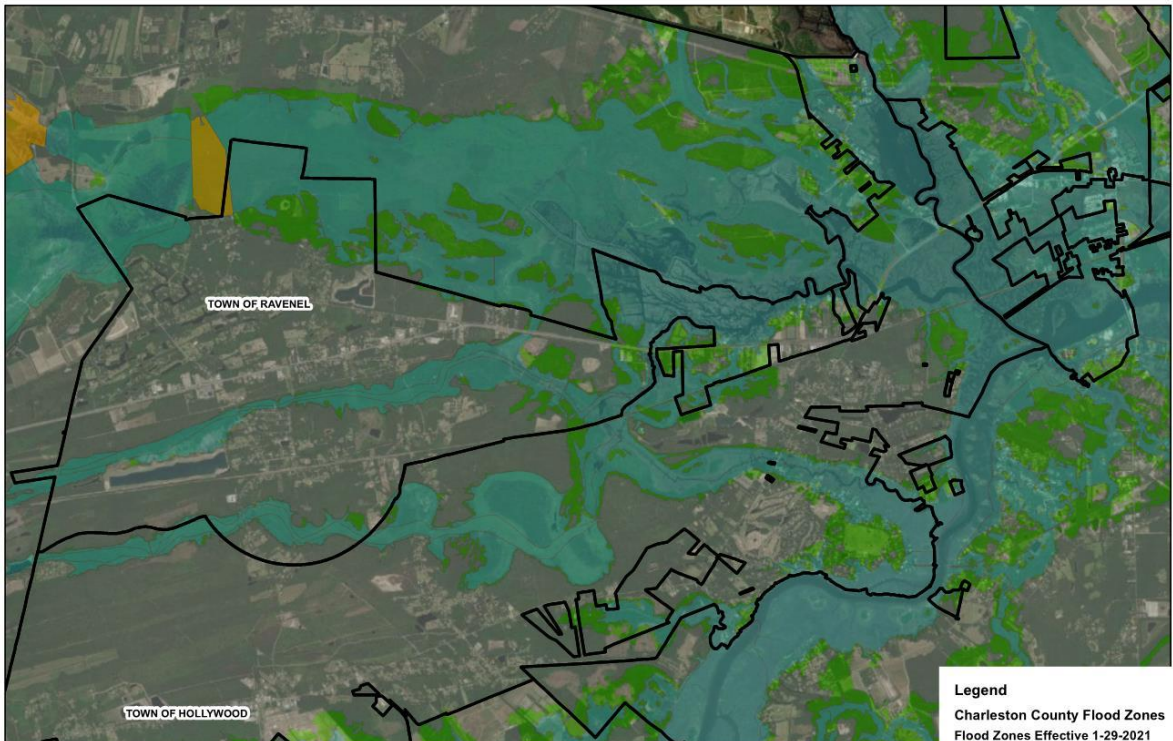 TOWN OF RAVENEL
TOWN OF HOLLYWOOD
Legend
Charleston County Flood Zones
Flood Zones Effective 1-29-2021